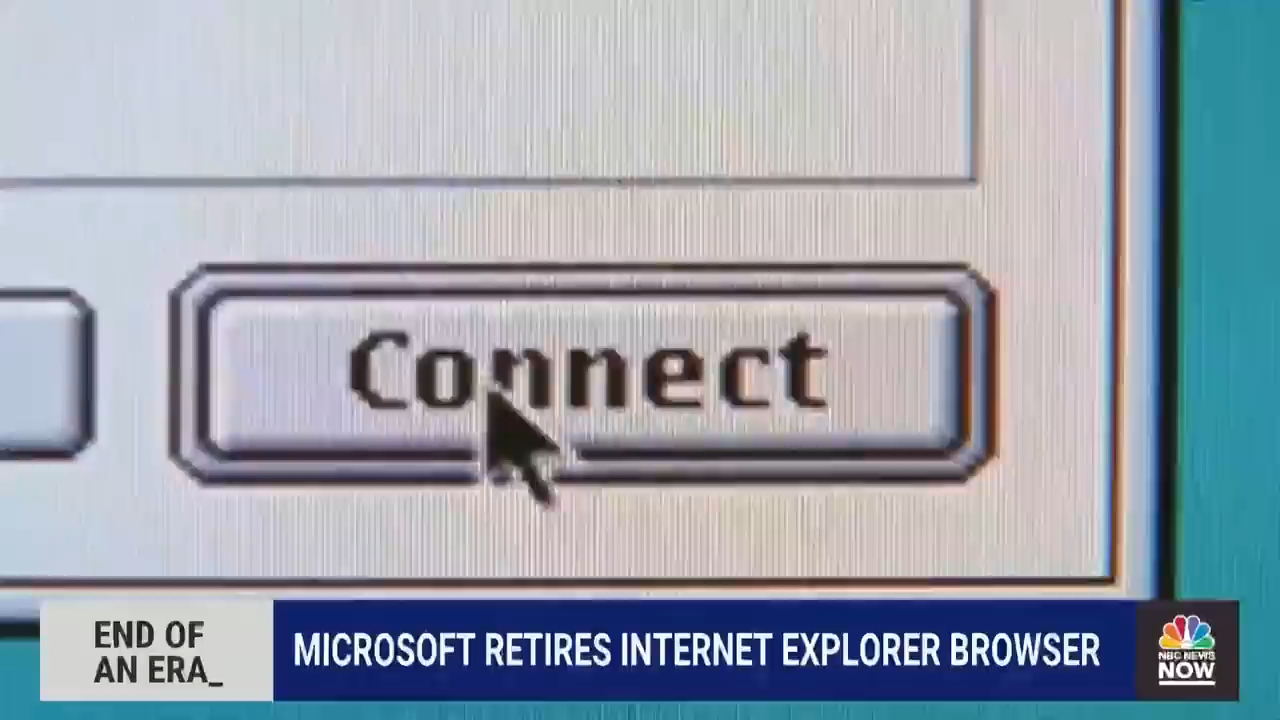 Connect
END OF
AN ERA_
MICROSOFT RETIRES INTERNET EXPLORER BROWSER
NBC NEWS
NOW